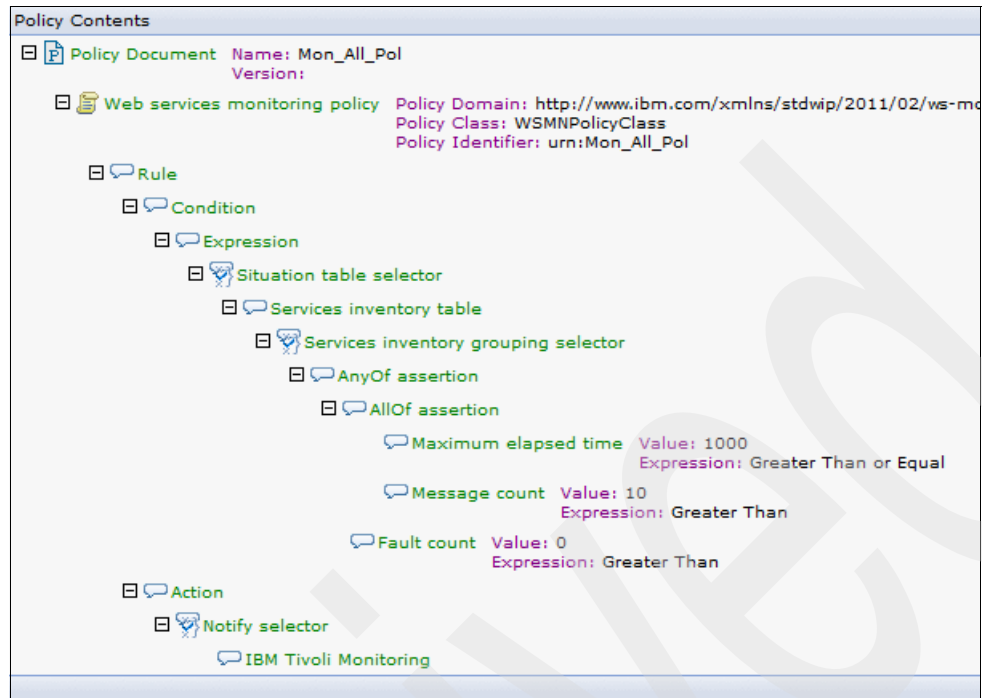 Policy Contents
Policy Document Name: Mon_All_Pol
Version:
Web services monitoring policy Policy Domain: http://www.ibm.com/xmlns/stdwip/2011/02/ws-mo
Policy Class: WSMNPolicyClass
Policy Identifier: urn:Mon_All_Pol
Rule
Condition
Expression
Situation table selector
Services inventory table
Services inventory grouping selector
AnyOf assertion
AllOf assertion
Maximum elapsed time Value: 1000
Expression: Greater Than or Equal
Message count Value: 10
Expression: Greater Than
Fault count Value: 0
Expression: Greater Than
Action
Notify selector
IBM Tivoli Monitoring